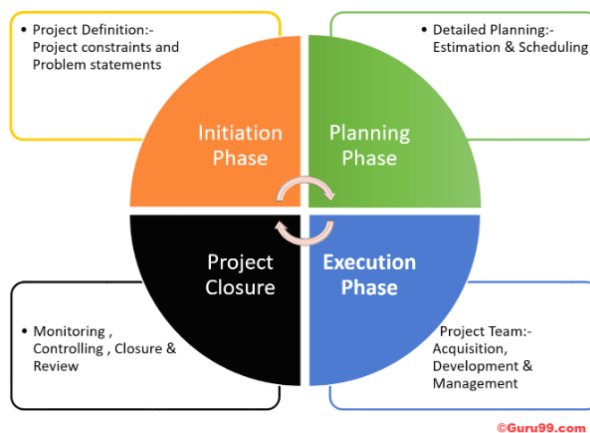 • Project Definition:-
Project constraints and
Problem statements
• Detailed Planning:-
Estimation & Scheduling
Initiation
Phase
Planning
Phase
Project
Closure
Execution
Phase
• Monitoring ,
Controlling , Closure &
Review
Project Team:-
Acquisition,
Development &
Management
©Guru99.com